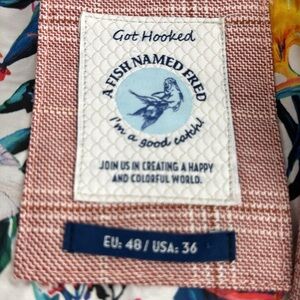 Got Hooked
A FISH NAMED FRED
I'm a good catch!
JOIN US IN CREATING A HAPPY
AND COLORFUL WORLD.
EU: 48 / USA: 36